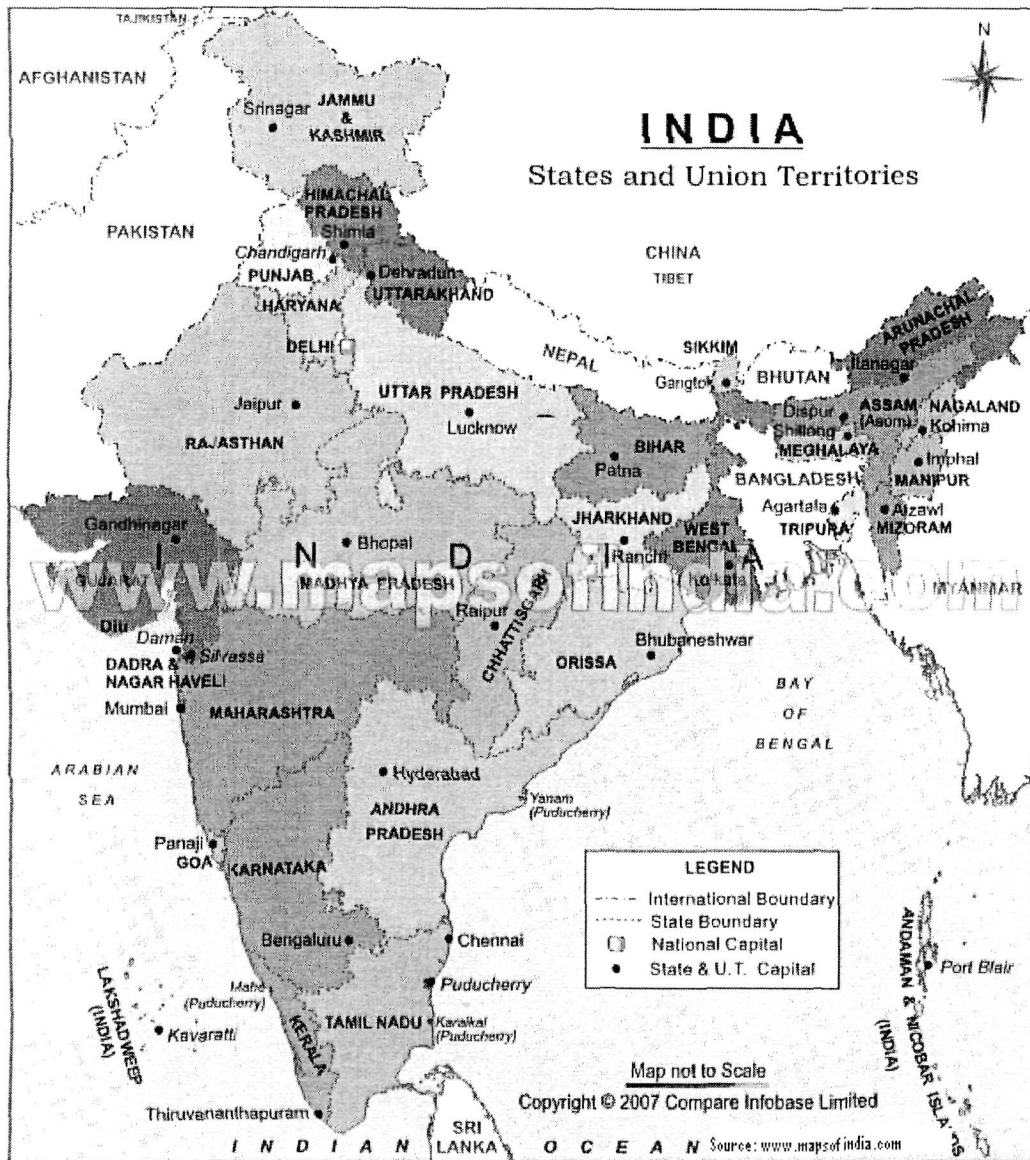 TAJIKISTAN
N
AFGHANISTAN
JAMMU
&
KASHMIR
Srinagar
INDIA
States and Union Territories
HIMACHAL
PRADESH
Shimla
PAKISTAN
CHINA
TIBET
Chandigarh
PUNJAB
Dehradun
UTTARAKHAND
HARYANA
DELHI
NEPAL
SIKKIM
Gangtok
BHUTAN
ARUNACHAL
PRADESH
Itanagar
UTTAR PRADESH
Lucknow
Jaipur
RAJASTHAN
BIHAR
Patna
Dispur
Shillong
MEGHALAYA
ASSAM
(Asom)
NAGALAND
Kohima
BANGLADESH
Imphal
MANIPUR
Gandhinagar
GUJARAT
Bhopal
MADHYA PRADESH
JHARKHAND
Ranchi
WEST
BENGAL
Kolkata
Agartala
TRIPURA
Aizawl
MIZORAM
I N D I A
www.mapsofindia.com
MYANMAR
Diu
Daman
Silvassa
DADRA &
NAGAR HAVELI
Mumbai
MAHARASHTRA
Raipur
CHHATTISGARH
ORISSA
Bhubaneshwar
BAY
OF
BENGAL
ARABIAN
SEA
Hyderabad
ANDHRA
PRADESH
Yanam
(Puducherry)
Panaji
GOA
KARNATAKA
Bengaluru
Chennai
LEGEND
International Boundary
State Boundary
National Capital
State & U.T. Capital
Mahe
(Puducherry)
Puducherry
LAKSHADWEEP
(INDIA)
Kavaratti
KERALA
TAMIL NADU
Karaikal
(Puducherry)
Thiruvananthapuram
ANDAMAN & NICOBAR ISLANDS
(INDIA)
Port Blair
Map not to Scale
Copyright © 2007 Compare Infobase Limited
SRI
LANKA
INDIAN OCEAN
Source: www.mapsofindia.com